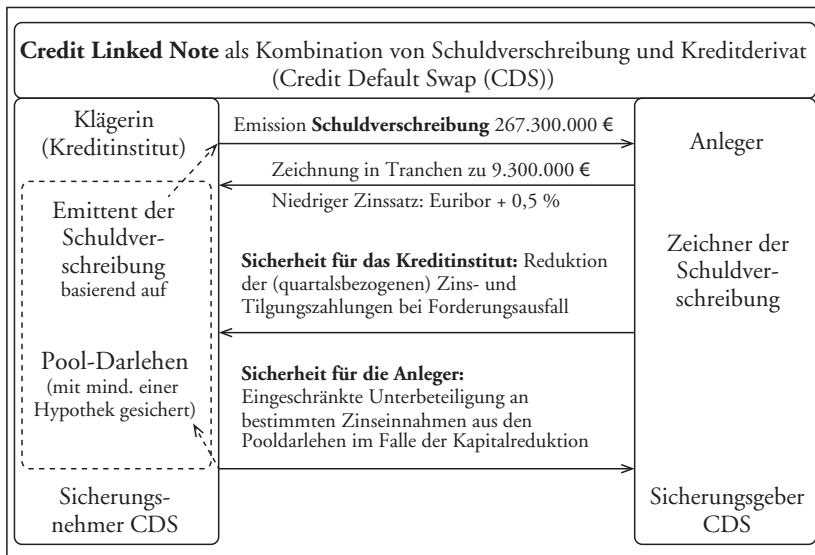 Credit Linked Note als Kombination von Schuldverschreibung und Kreditderivat
(Credit Default Swap (CDS))
Klägerin
(Kreditinstitut)
Emittent der
Schuldver-
schreibung
basierend auf
Pool-Darlehen
(mit mind. einer
Hypothek gesichert)
Sicherungs-
nehmer CDS
Emission Schuldverschreibung 267.300.000 €
Zeichnung in Tranchen zu 9.300.000 €
Niedriger Zinssatz: Euribor + 0,5 %
Sicherheit für das Kreditinstitut: Reduktion
der (quartalsbezogenen) Zins- und
Tilgungszahlungen bei Forderungsausfall
Sicherheit für die Anleger:
Eingeschränkte Unterbeteiligung an
bestimmten Zinseinnahmen aus den
Pooldarlehen im Falle der Kapitalreduktion
Anleger
Zeichner der
Schuldver-
schreibung
Sicherungsgeber
CDS